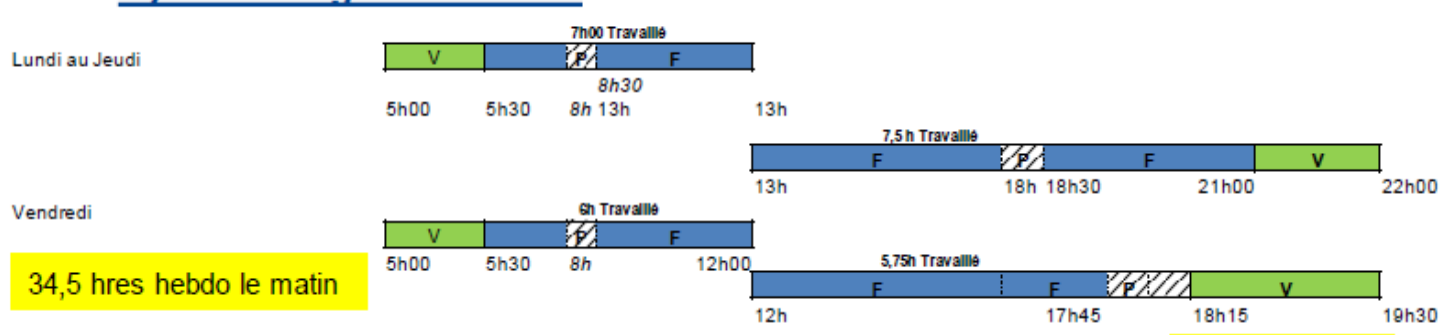 7h00 Travaillé
Lundi au Jeudi
V P F
8h30
5h00 5h30 8h 13h 13h
7,5 h Travaillé
F P F V
13h 18h 18h30 21h00 22h00
Vendredi
6h Travaillé
V P F
5h00 5h30 8h 12h00
5,75h Travaillé
34,5 hres hebdo le matin
F F P V
12h 17h45 18h15 19h30